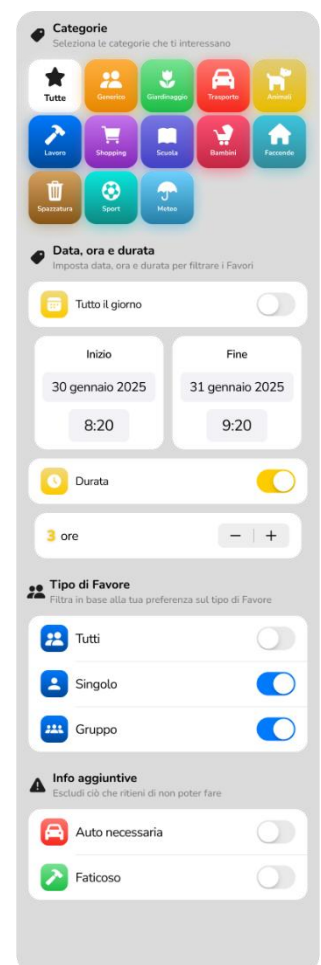 Categorie
Seleziona le categorie che ti interessano
Tutte
Generico
Giardinaggio
Trasporto
Animali
Lavoro
Shopping
Scuola
Bambini
Faccende
Spazzatura
Sport
Meteo
Data, ora e durata
Imposta data, ora e durata per filtrare i Favori
Tutto il giorno
Inizio
Fine
30 gennaio 2025
31 gennaio 2025
8:20
9:20
Durata
3 ore
− +
Tipo di Favore
Filtra in base alla tua preferenza sul tipo di Favore
Tutti
Singolo
Gruppo
Info aggiuntive
Escludi ciò che ritieni di non poter fare
Auto necessaria
Faticoso